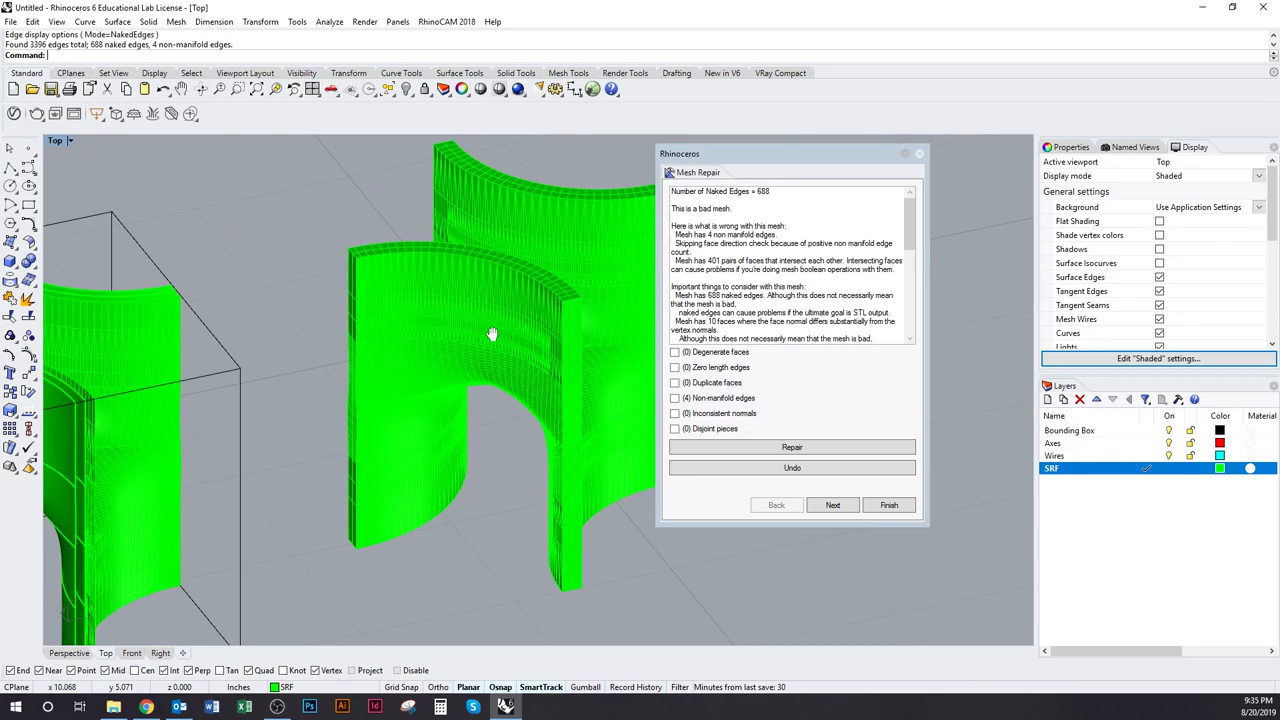 Untitled - Rhinoceros 6 Educational Lab License - [Top]
File Edit View Curve Surface Solid Mesh Dimension Transform Tools Analyze Render Panels RhinoCAM 2018 Help
Edge display options ( Mode=NakedEdges )
Found 3396 edges total; 688 naked edges, 4 non-manifold edges.
Command:
Standard CPlanes Set View Display Select Viewport Layout Visibility Transform Curve Tools Surface Tools Solid Tools Mesh Tools Render Tools Drafting New in V6 VRay Compact
Top
Rhinoceros
Mesh Repair
Number of Naked Edges = 688
This is a bad mesh.
Here is what is wrong with this mesh:
Mesh has 4 non manifold edges.
Skipping face direction check because of positive non manifold edge
count.
Mesh has 401 pairs of faces that intersect each other. Intersecting faces
can cause problems if you're doing mesh boolean operations with them.
Important things to consider with this mesh:
Mesh has 688 naked edges. Although this does not necessarily mean
that the mesh is bad,
naked edges can cause problems if the ultimate goal is STL output.
Mesh has 10 faces where the face normal differs substantially from the
vertex normals.
Although this does not necessarily mean that the mesh is bad,
(0) Degenerate faces
(0) Zero length edges
(0) Duplicate faces
(4) Non-manifold edges
(0) Inconsistent normals
(0) Disjoint pieces
Repair
Undo
Back Next Finish
Properties Named Views Display
Active viewport Top
Display mode Shaded
General settings
Background Use Application Settings
Flat Shading
Shade vertex colors
Shadows
Surface Isocurves
Surface Edges
Tangent Edges
Tangent Seams
Mesh Wires
Curves
Lights
Edit "Shaded" settings...
Layers
Name On Color Material
Bounding Box
Axes
Wires
SRF
Perspective Top Front Right
End Near Point Mid Cen Int Perp Tan Quad Knot Vertex Project Disable
CPlane x 10.068 y 5.071 z 0.000 Inches SRF Grid Snap Ortho Planar Osnap SmartTrack Gumball Record History Filter Minutes from last save: 30
9:35 PM
8/20/2019